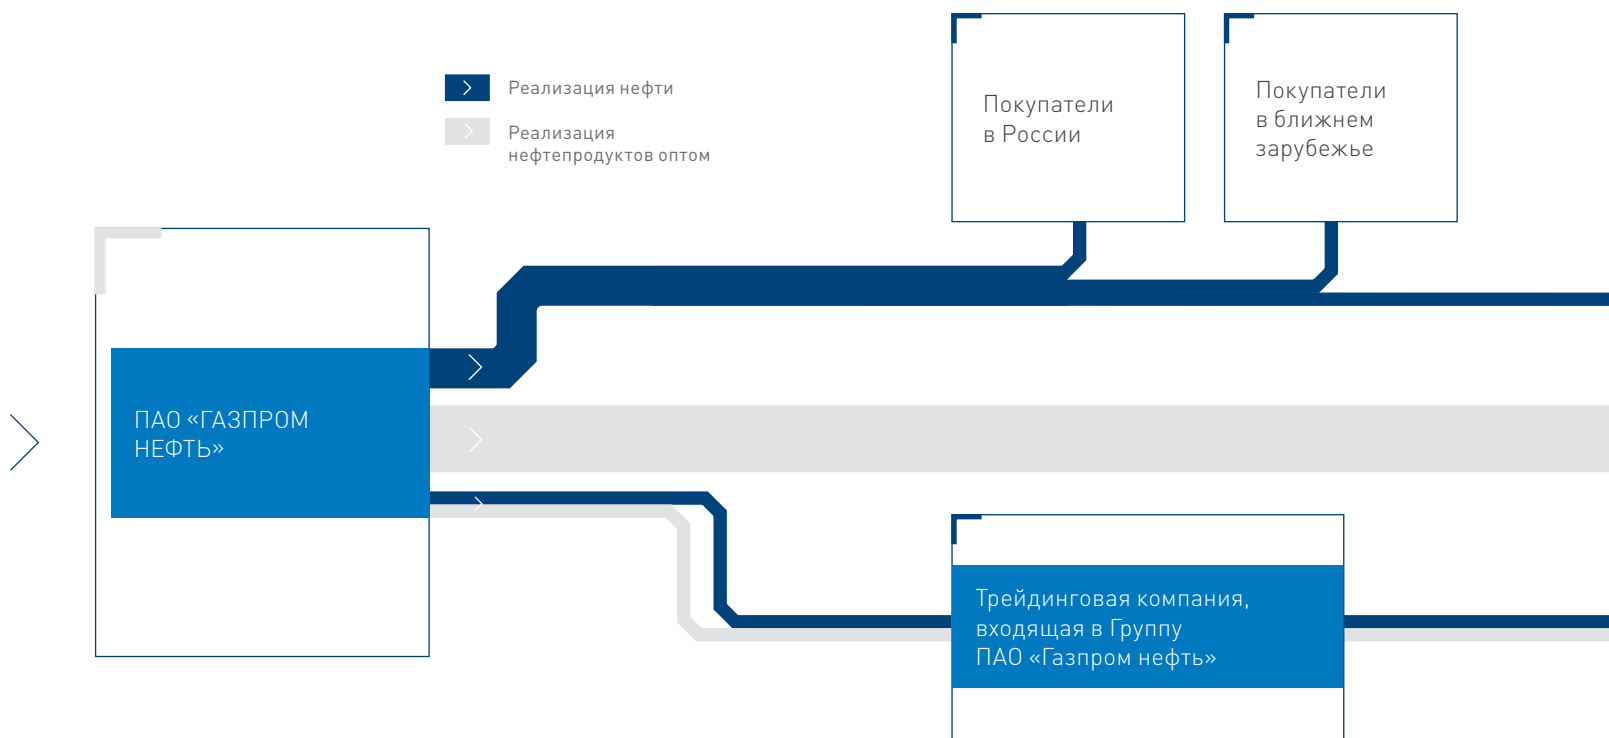 Реализация нефти
Реализация
нефтепродуктов оптом
Покупатели
в России
Покупатели
в ближнем
зарубежье
ПАО «ГАЗПРОМ
НЕФТЬ»
Трейдинговая компания,
входящая в Группу
ПАО «Газпром нефть»